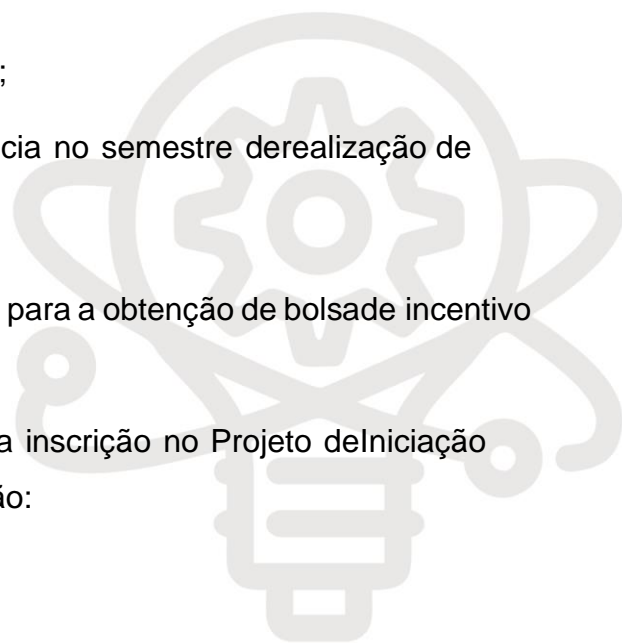 ;
cia no semestre derealização de
para a obtenção de bolsade incentivo
a inscrição no Projeto deIniciação
ão: